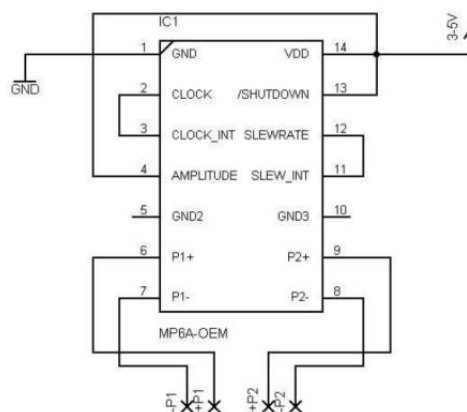 IC1
3-5V
1 GND VDD 14
GND
2 CLOCK /SHUTDOWN 13
3 CLOCK_INT SLEWRATE 12
4 AMPLITUDE SLEW_INT 11
5 GND2 GND3 10
6 P1+ P2+ 9
7 P1- P2- 8
MP6A-OEM
-P1 +P1 +P2 -P2